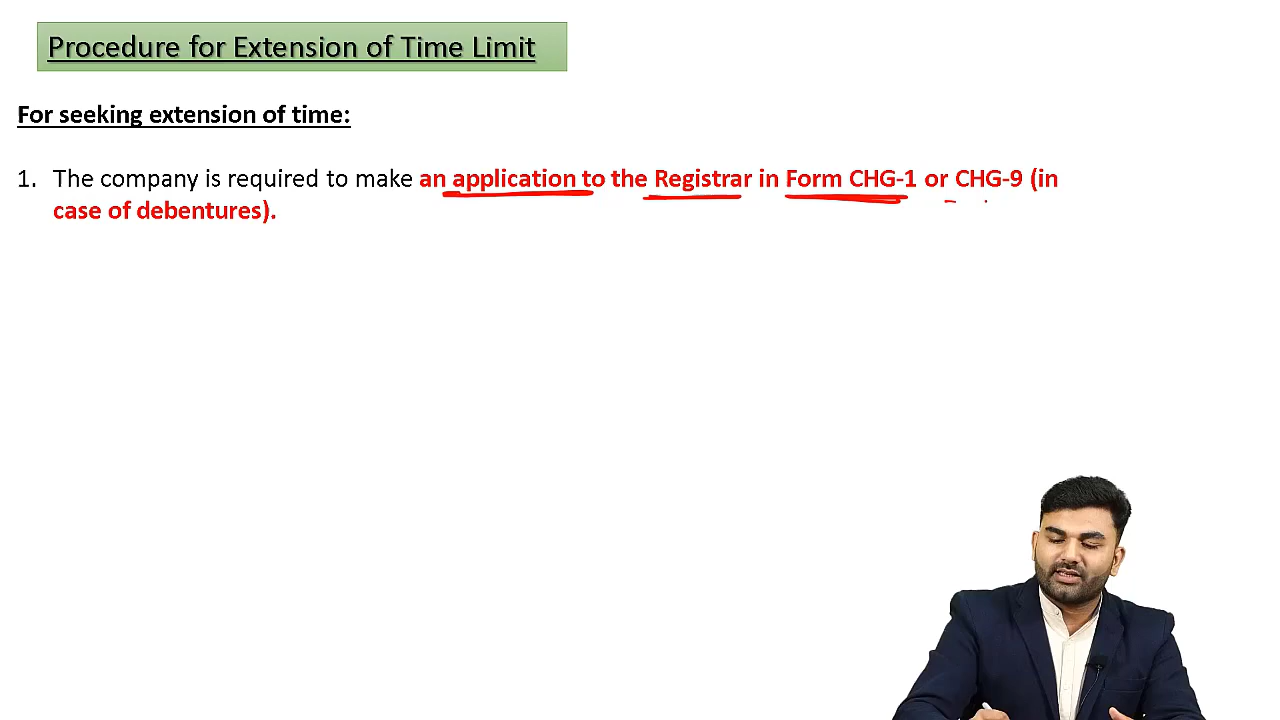 Procedure for Extension of Time Limit
For seeking extension of time:
1. The company is required to make an application to the Registrar in Form CHG-1 or CHG-9 (in
case of debentures).